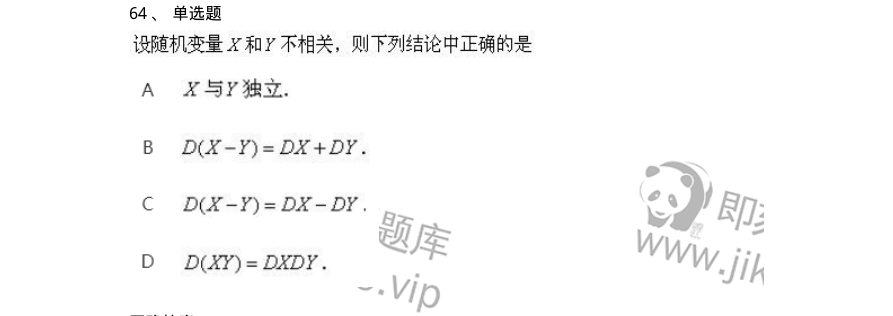 64、 单选题
设随机变量 X 和 Y 不相关，则下列结论中正确的是
A X 与 Y 独立.
B D(X-Y)=DX+DY.
C D(X-Y)=DX-DY.
D D(XY)=DXDY.
题库
.vip
即刻
www.jik